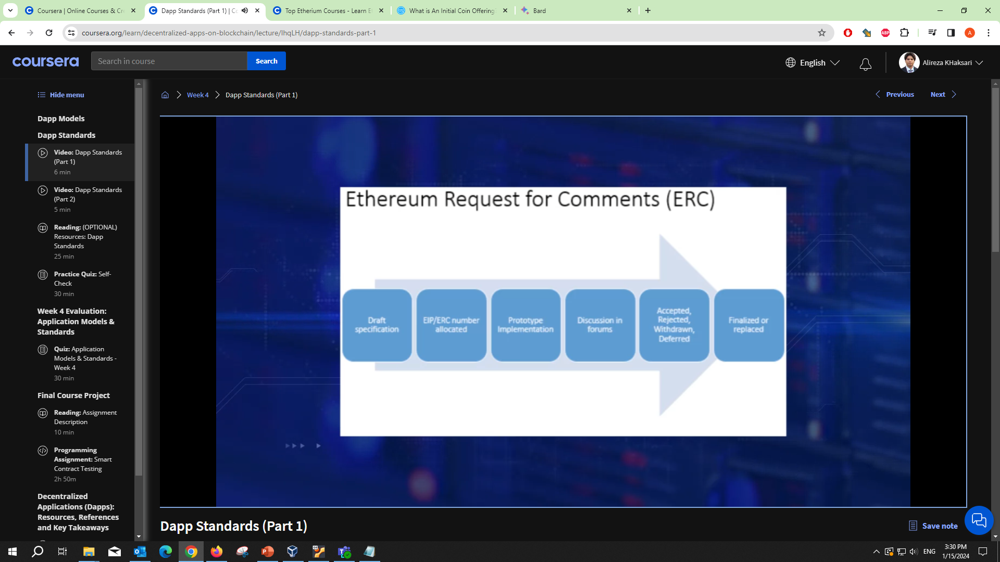 Coursera | Online Courses & Cr
Dapp Standards (Part 1) | Co
Top Etherium Courses - Learn E
What is An Initial Coin Offering
Bard
coursera.org/learn/decentralized-apps-on-blockchain/lecture/lhqLH/dapp-standards-part-1
ABP
A
coursera
Search in course
Search
English
Alireza KHaksari
Hide menu
Week 4
Dapp Standards (Part 1)
Previous
Next
Dapp Models
Dapp Standards
Video: Dapp Standards
(Part 1)
6 min
Video: Dapp Standards
(Part 2)
5 min
Reading: (OPTIONAL)
Resources: Dapp
Standards
25 min
Practice Quiz: Self-
Check
30 min
Week 4 Evaluation:
Application Models &
Standards
Quiz: Application
Models & Standards -
Week 4
30 min
Final Course Project
Reading: Assignment
Description
10 min
Programming
Assignment: Smart
Contract Testing
2h 50m
Decentralized
Applications (Dapps):
Resources, References
and Key Takeaways
Ethereum Request for Comments (ERC)
Draft
specification
EIP/ERC number
allocated
Prototype
Implementation
Discussion in
forums
Accepted,
Rejected,
Withdrawn,
Deferred
Finalized or
replaced
Dapp Standards (Part 1)
Save note
ENG
3:30 PM
1/15/2024